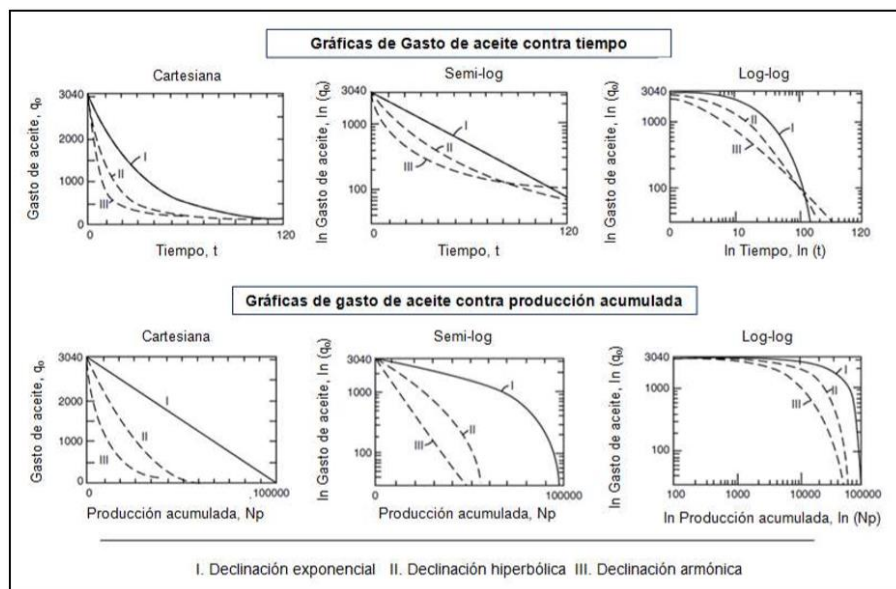 Gráficas de Gasto de aceite contra tiempo
Cartesiana
3040
3000
2000
1000
0
Gasto de aceite, qₒ
I
II
III
0
120
Tiempo, t
Semi-log
3040
1000
100
ln Gasto de aceite, ln (qₒ)
I
II
III
0
120
Tiempo, t
Log-log
3040
1000
100
ln Gasto de aceite, ln (qₒ)
I
II
III
0
10
100
120
ln Tiempo, ln (t)
Gráficas de gasto de aceite contra producción acumulada
Cartesiana
3040
2000
1000
0
Gasto de aceite, qₒ
I
II
III
0
100000
Producción acumulada, Np
Semi-log
3040
1000
100
ln Gasto de aceite, ln (qₒ)
I
II
III
0
100000
Producción acumulada, Np
Log-log
3040
1000
100
ln Gasto de aceite, ln (qₒ)
I
II
III
100
1000
10000
100000
ln Producción acumulada, ln (Np)
I. Declinación exponencial II. Declinación hiperbólica III. Declinación armónica